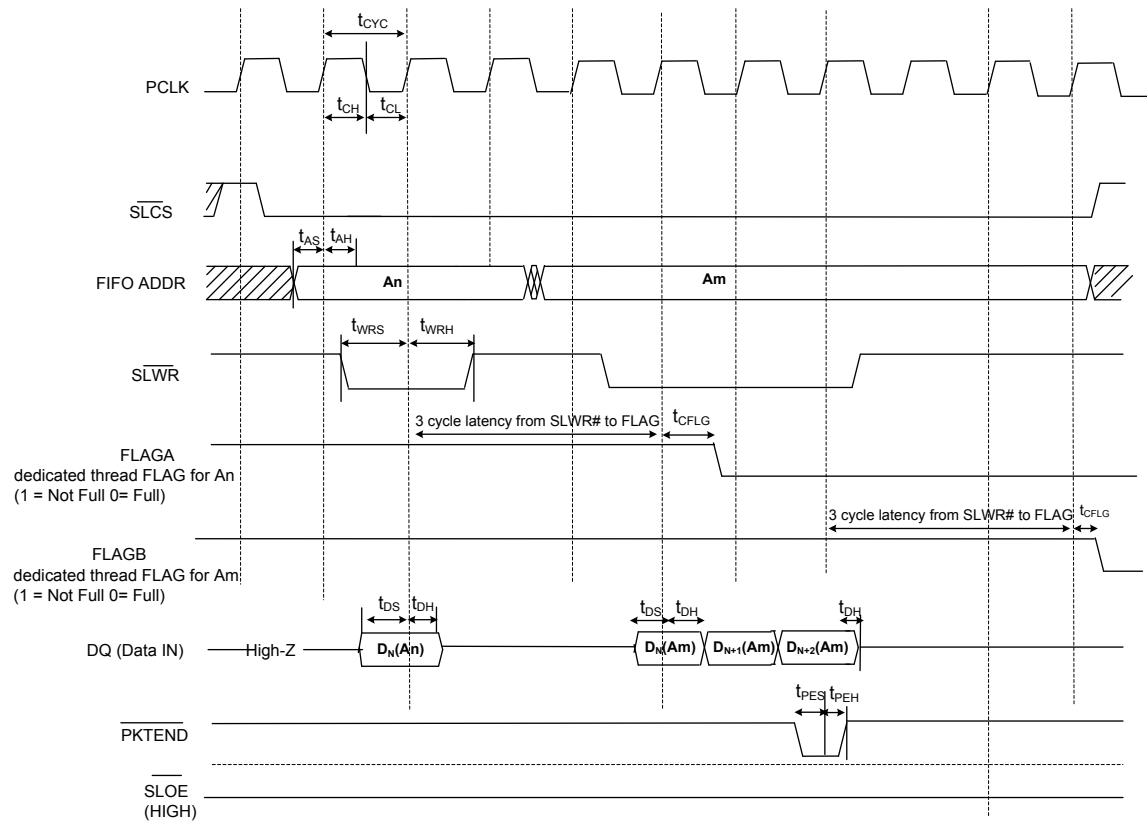 tCYC
PCLK
tCH
tCL
SLCS
tAS
tAH
FIFO ADDR
An
Am
tWRS
tWRH
SLWR
3 cycle latency from SLWR# to FLAG
tCFLG
FLAGA
dedicated thread FLAG for An
(1 = Not Full 0= Full)
3 cycle latency from SLWR# to FLAG
tCFLG
FLAGB
dedicated thread FLAG for Am
(1 = Not Full 0= Full)
tDS
tDH
tDS
tDH
tDH
DQ (Data IN)
High-Z
DN(An)
DN(Am)
DN+1(Am)
DN+2(Am)
tPES
tPEH
PKTEND
SLOE
(HIGH)